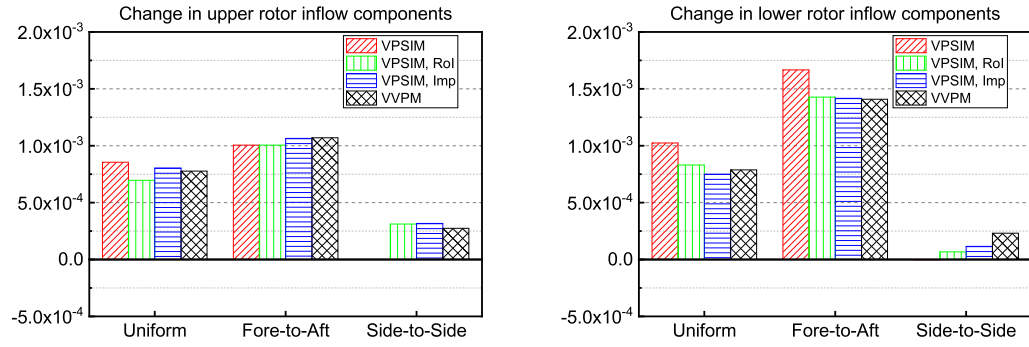 Change in upper rotor inflow components
2.0x10⁻³
1.5x10⁻³
1.0x10⁻³
5.0x10⁻⁴
0.0
-5.0x10⁻⁴
VPSIM
VPSIM, RoI
VPSIM, Imp
VVPM
Uniform Fore-to-Aft Side-to-Side
Change in lower rotor inflow components
2.0x10⁻³
1.5x10⁻³
1.0x10⁻³
5.0x10⁻⁴
0.0
-5.0x10⁻⁴
VPSIM
VPSIM, RoI
VPSIM, Imp
VVPM
Uniform Fore-to-Aft Side-to-Side